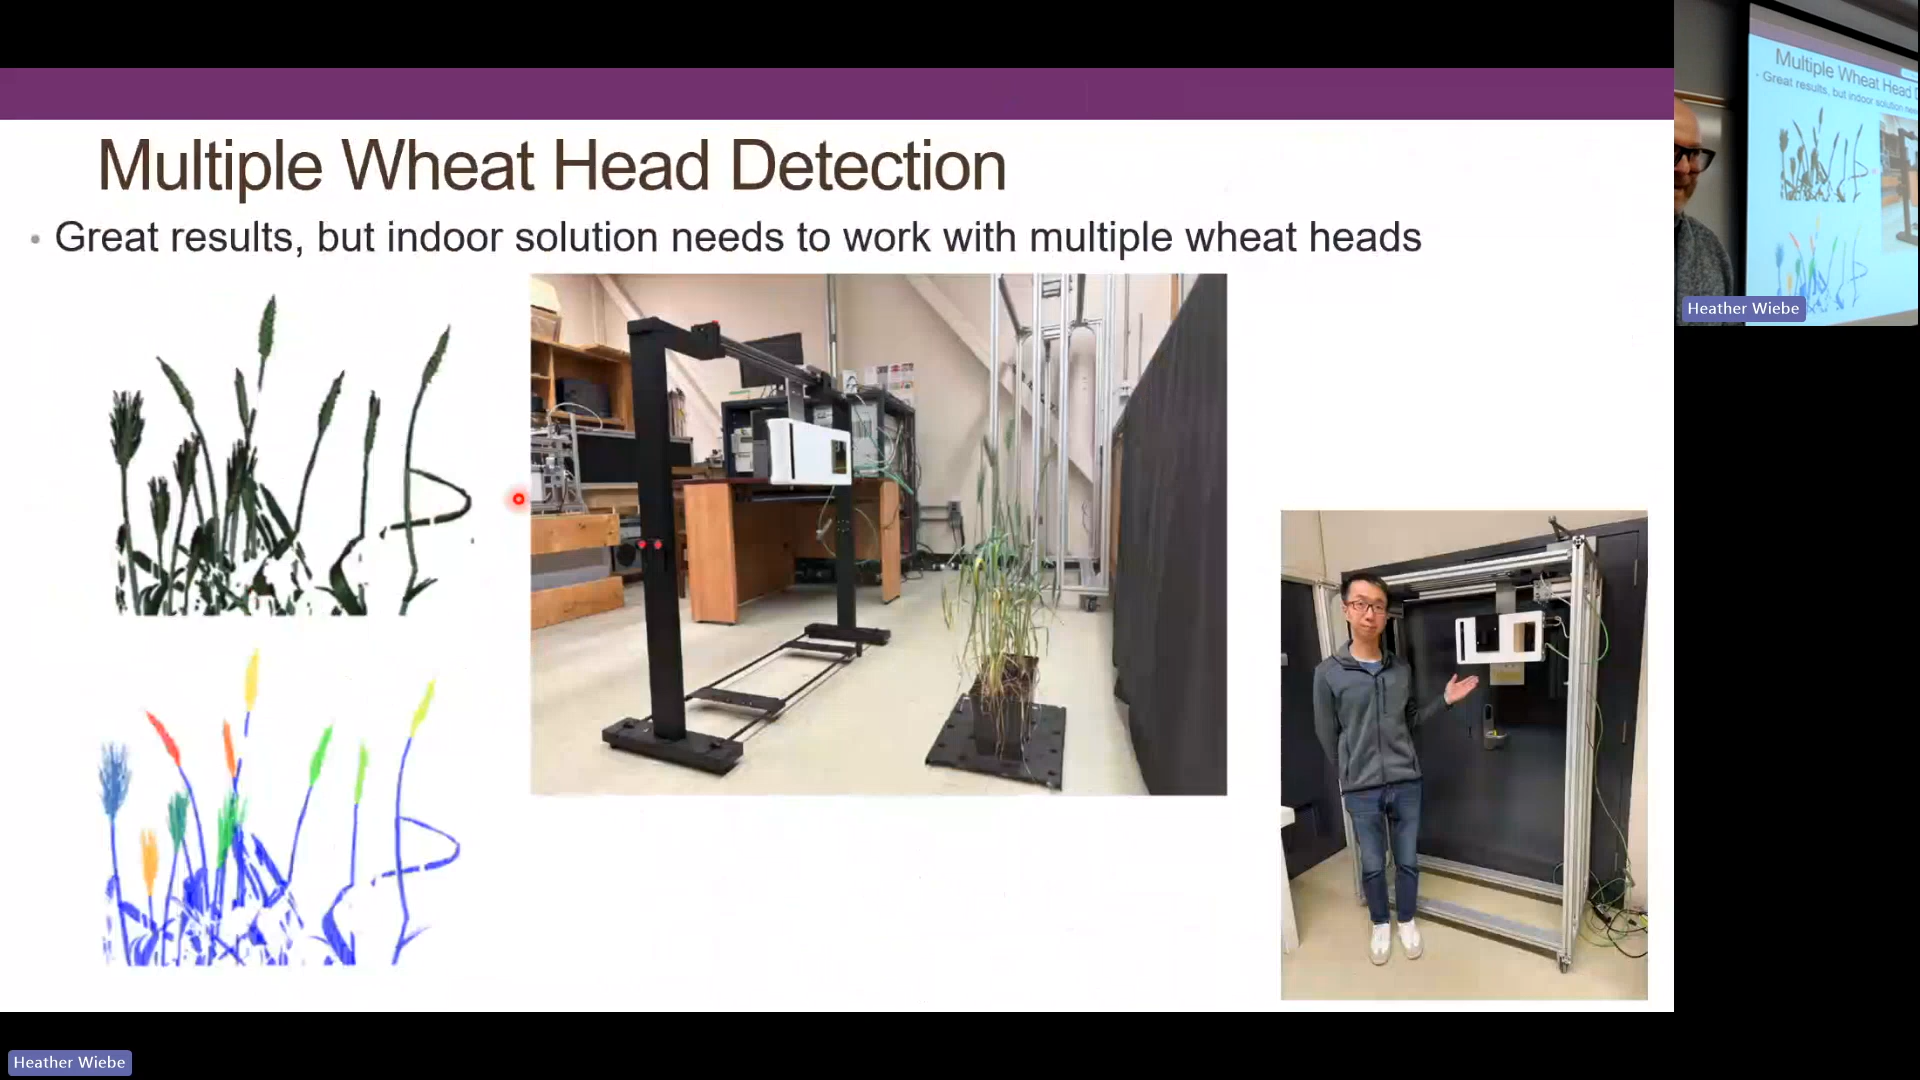 Multiple Wheat Head Detection
• Great results, but indoor solution needs to work with multiple wheat heads
Multiple Wheat Head
• Great results, but indoor solution
Heather Wiebe
Heather Wiebe